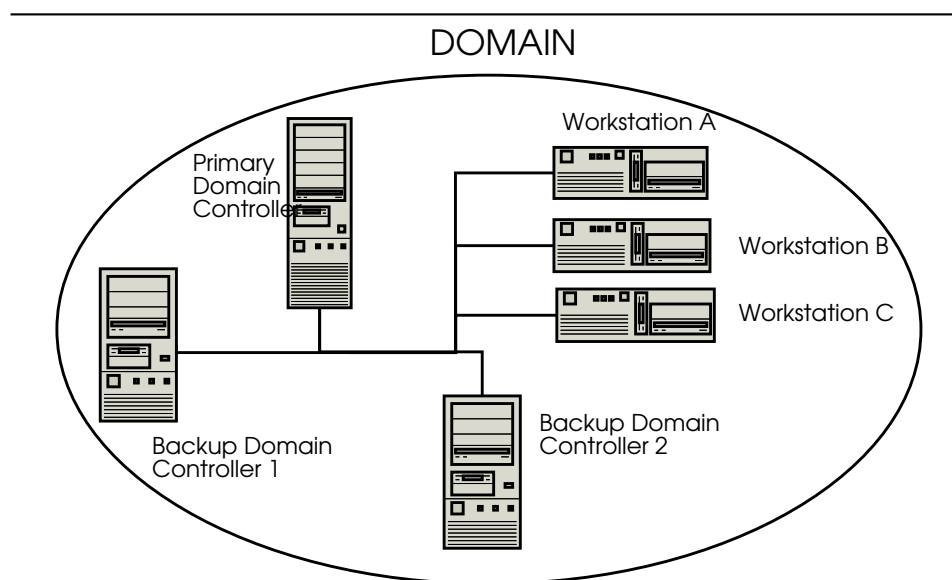 DOMAIN
Workstation A
Primary
Domain
Controller
Workstation B
Workstation C
Backup Domain
Controller 2
Backup Domain
Controller 1